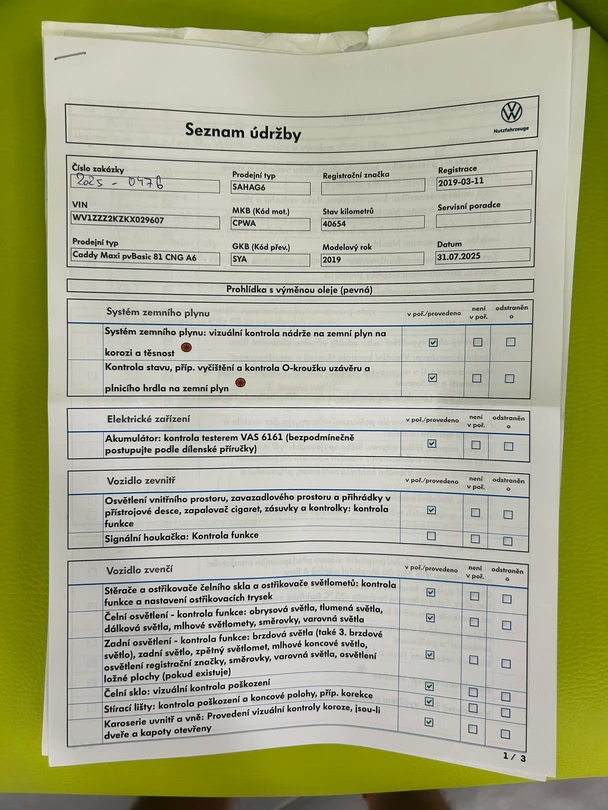 Seznam údržby
Nutzfahrzeuge
Číslo zakázky
2025 - 0476
Prodejní typ
SAHAG6
Registrační značka
Registrace
2019-03-11
VIN
WV1ZZZ2KZKX029607
MKB (Kód mot.)
CPWA
Stav kilometrů
40654
Servisní poradce
Prodejní typ
Caddy Maxi pvBasic 81 CNG A6
GKB (Kód přev.)
SYA
Modelový rok
2019
Datum
31.07.2025
Prohlídka s výměnou oleje (pevná)
Systém zemního plynu
v poř./provedeno
není
v poř.
odstraněn
o
Systém zemního plynu: vizuální kontrola nádrže na zemní plyn na
korozi a těsnost
Kontrola stavu, příp. vyčištění a kontrola O-kroužku uzávěru a
plnicího hrdla na zemní plyn
Elektrické zařízení
v poř./provedeno
není
v poř.
odstraněn
o
Akumulátor: kontrola testerem VAS 6161 (bezpodmínečně
postupujte podle dílenské příručky)
Vozidlo zevnitř
v poř./provedeno
není
v poř.
odstraněn
o
Osvětlení vnitřního prostoru, zavazadlového prostoru a přihrádky v
přístrojové desce, zapalovač cigaret, zásuvky a kontrolky: kontrola
funkce
Signální houkačka: Kontrola funkce
Vozidlo zvenčí
v poř./provedeno
není
v poř.
odstraněn
o
Stěrače a ostřikovače čelního skla a ostřikovače světlometů: kontrola
funkce a nastavení ostřikovacích trysek
Čelní osvětlení - kontrola funkce: obrysová světla, tlumená světla,
dálková světla, mlhové světlomety, směrovky, varovná světla
Zadní osvětlení - kontrola funkce: brzdová světla (také 3. brzdové
světlo), zadní světlo, zpětný světlomet, mlhové koncové světlo,
osvětlení registrační značky, směrovky, varovná světla, osvětlení
ložné plochy (pokud existuje)
Čelní sklo: vizuální kontrola poškození
Stírací lišty: kontrola poškození a koncové polohy, příp. korekce
Karoserie uvnitř a vně: Provedení vizuální kontroly koroze, jsou-li
dveře a kapoty otevřeny
1 / 3